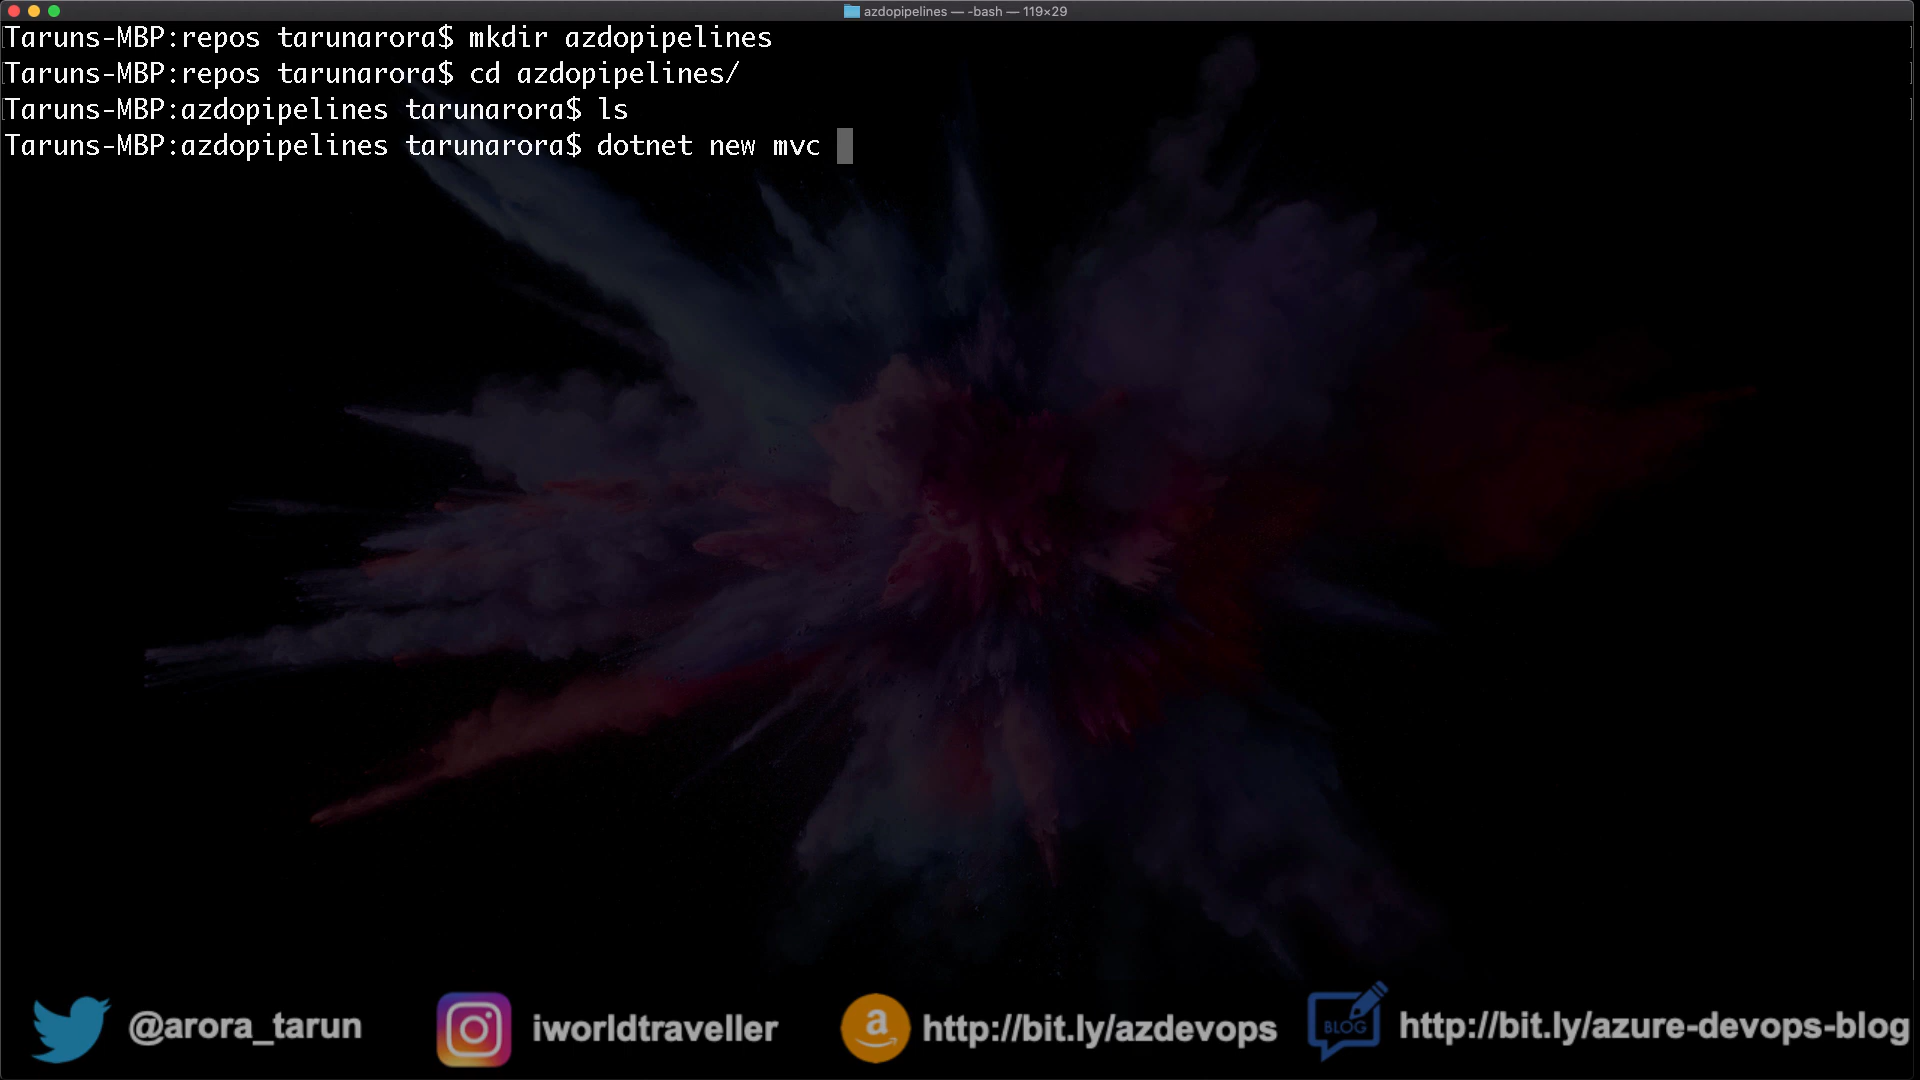 azdopipelines — -bash — 119×29
Taruns-MBP:repos tarunarora$ mkdir azdopipelines
Taruns-MBP:repos tarunarora$ cd azdopipelines/
Taruns-MBP:azdopipelines tarunarora$ ls
Taruns-MBP:azdopipelines tarunarora$ dotnet new mvc
@arora_tarun
iworldtraveller
a http://bit.ly/azdevops
BLOG http://bit.ly/azure-devops-blog